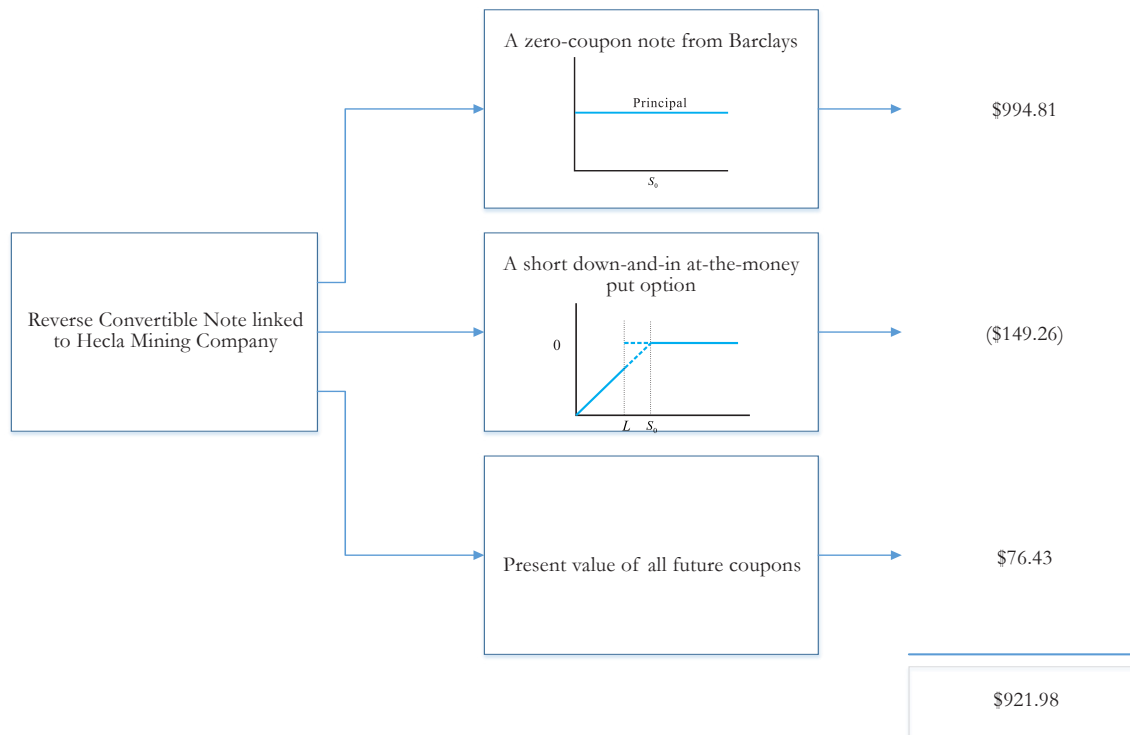 A zero-coupon note from Barclays
Principal
S₀
$994.81
Reverse Convertible Note linked
to Hecla Mining Company
A short down-and-in at-the-money
put option
0
L S₀
($149.26)
Present value of all future coupons
$76.43
$921.98